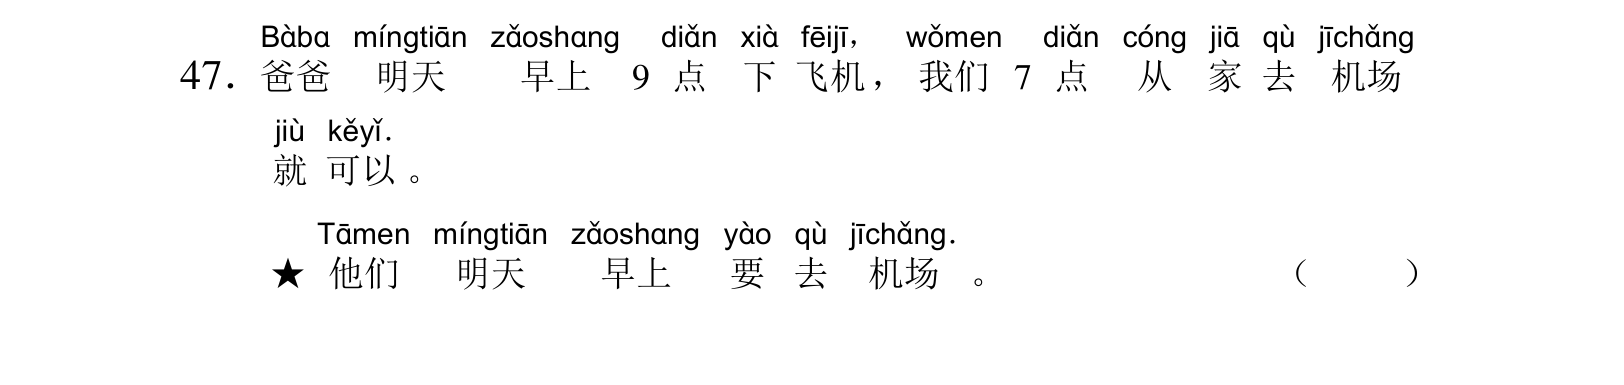 Bàba míngtiān zǎoshang diǎn xià fēijī， wǒmen diǎn cóng jiā qù jīchǎng
47. 爸爸 明天 早上 9 点 下 飞机， 我们 7 点 从 家 去 机场
jiù kěyǐ.
就 可以 。
Tāmen míngtiān zǎoshang yào qù jīchǎng.
★ 他们 明天 早上 要 去 机场 。 （ ）